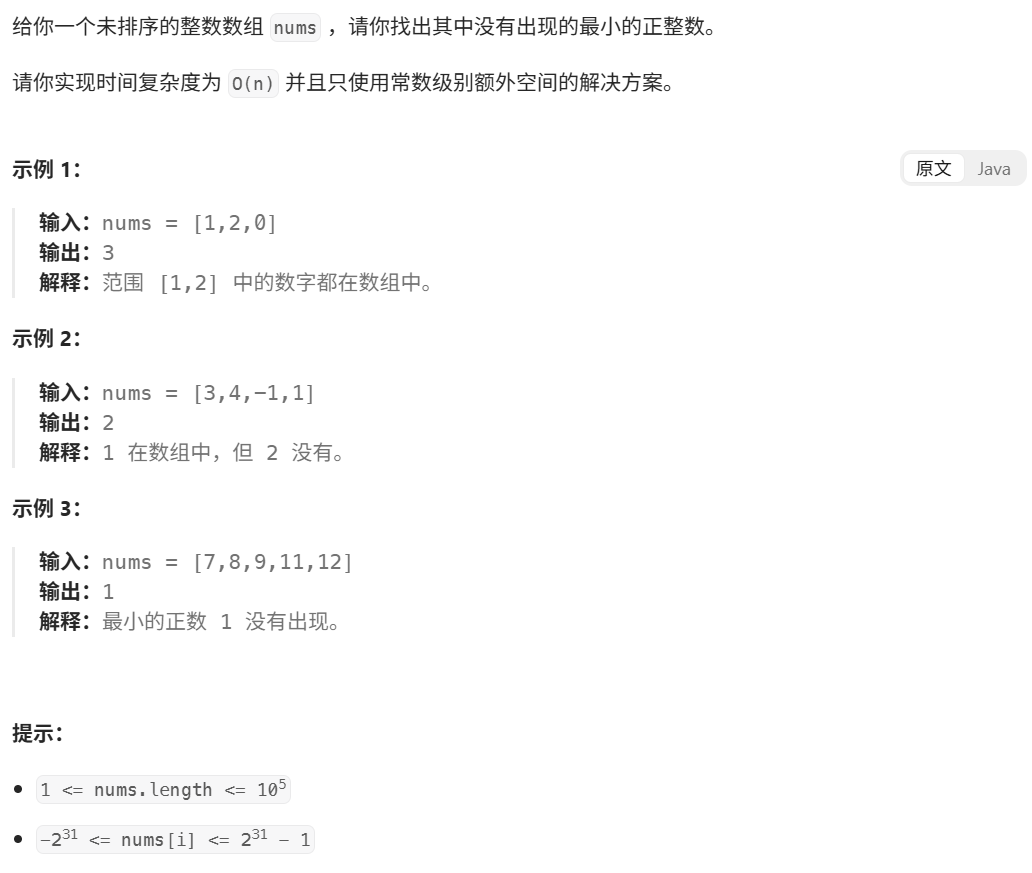 给你一个未排序的整数数组 nums ，请你找出其中没有出现的最小的正整数。
请你实现时间复杂度为 O(n) 并且只使用常数级别额外空间的解决方案。
示例 1：
原文 Java
输入：nums = [1,2,0]
输出：3
解释：范围 [1,2] 中的数字都在数组中。
示例 2：
输入：nums = [3,4,-1,1]
输出：2
解释：1 在数组中，但 2 没有。
示例 3：
输入：nums = [7,8,9,11,12]
输出：1
解释：最小的正数 1 没有出现。
提示：
• 1 <= nums.length <= 10⁵
• -2³¹ <= nums[i] <= 2³¹ - 1